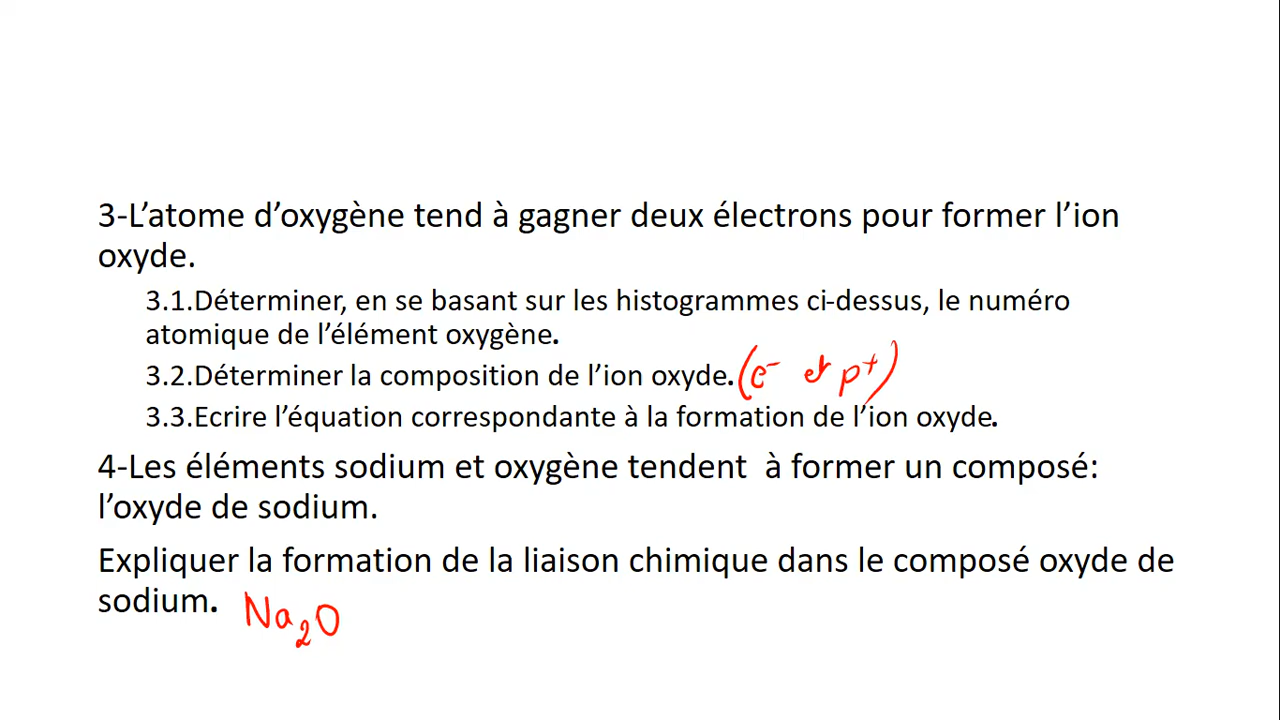 3-L’atome d’oxygène tend à gagner deux électrons pour former l’ion
oxyde.
3.1.Déterminer, en se basant sur les histogrammes ci-dessus, le numéro
atomique de l’élément oxygène.
3.2.Déterminer la composition de l’ion oxyde. (e⁻ et p⁺)
3.3.Ecrire l’équation correspondante à la formation de l’ion oxyde.
4-Les éléments sodium et oxygène tendent  à former un composé:
l’oxyde de sodium.
Expliquer la formation de la liaison chimique dans le composé oxyde de
sodium. Na₂O